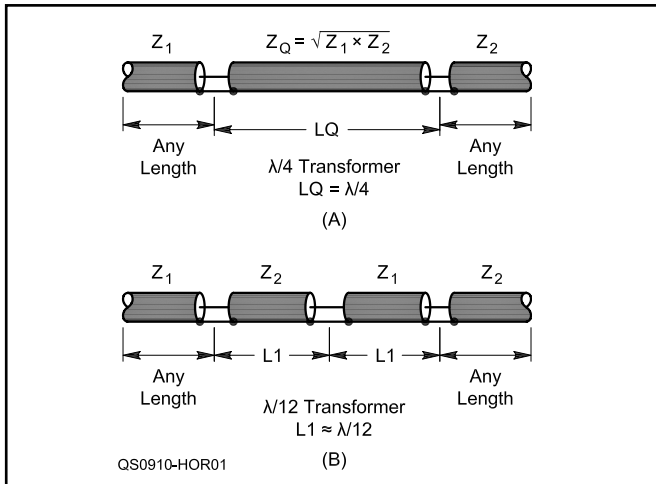 Z₁ Z_Q = √Z₁ × Z₂ Z₂
LQ
Any Length Any Length
λ/4 Transformer
LQ = λ/4
(A)
Z₁ Z₂ Z₁ Z₂
L1 L1
Any Length Any Length
λ/12 Transformer
L1 ≈ λ/12
QS0910-HOR01 (B)